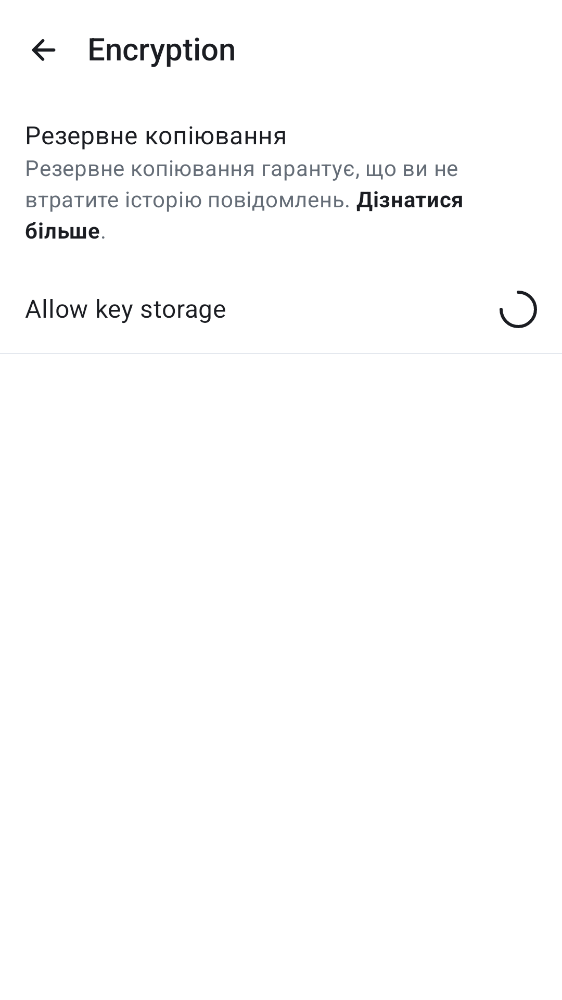 Encryption
Резервне копіювання
Резервне копіювання гарантує, що ви не
втратите історію повідомлень. Дізнатися
більше.
Allow key storage